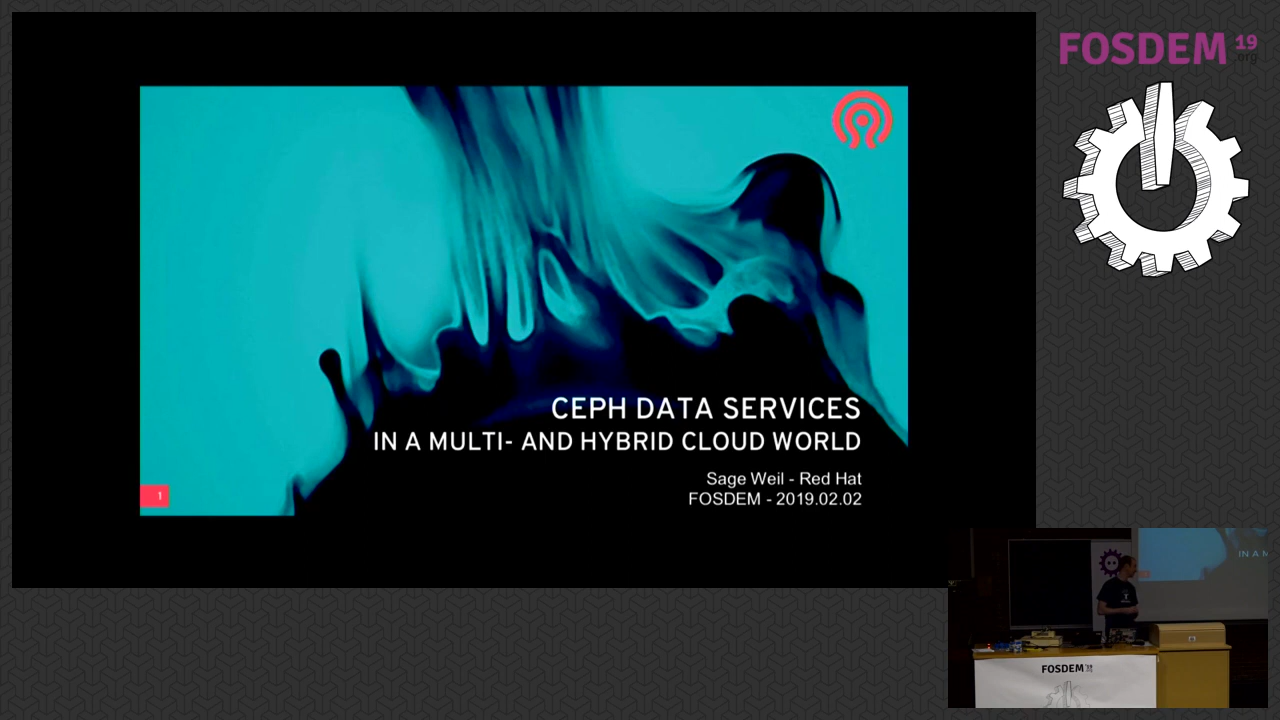 FOSDEM 19
.org
CEPH DATA SERVICES
IN A MULTI- AND HYBRID CLOUD WORLD
Sage Weil - Red Hat
FOSDEM - 2019.02.02
1
IN A M
FOSDEM 19